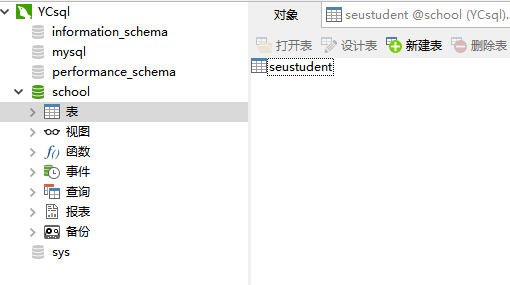 YCsql
information_schema
mysql
performance_schema
school
表
视图
f() 函数
事件
查询
报表
备份
sys
对象
seustudent @school (YCsql)...
打开表 设计表 新建表 删除表
seustudent